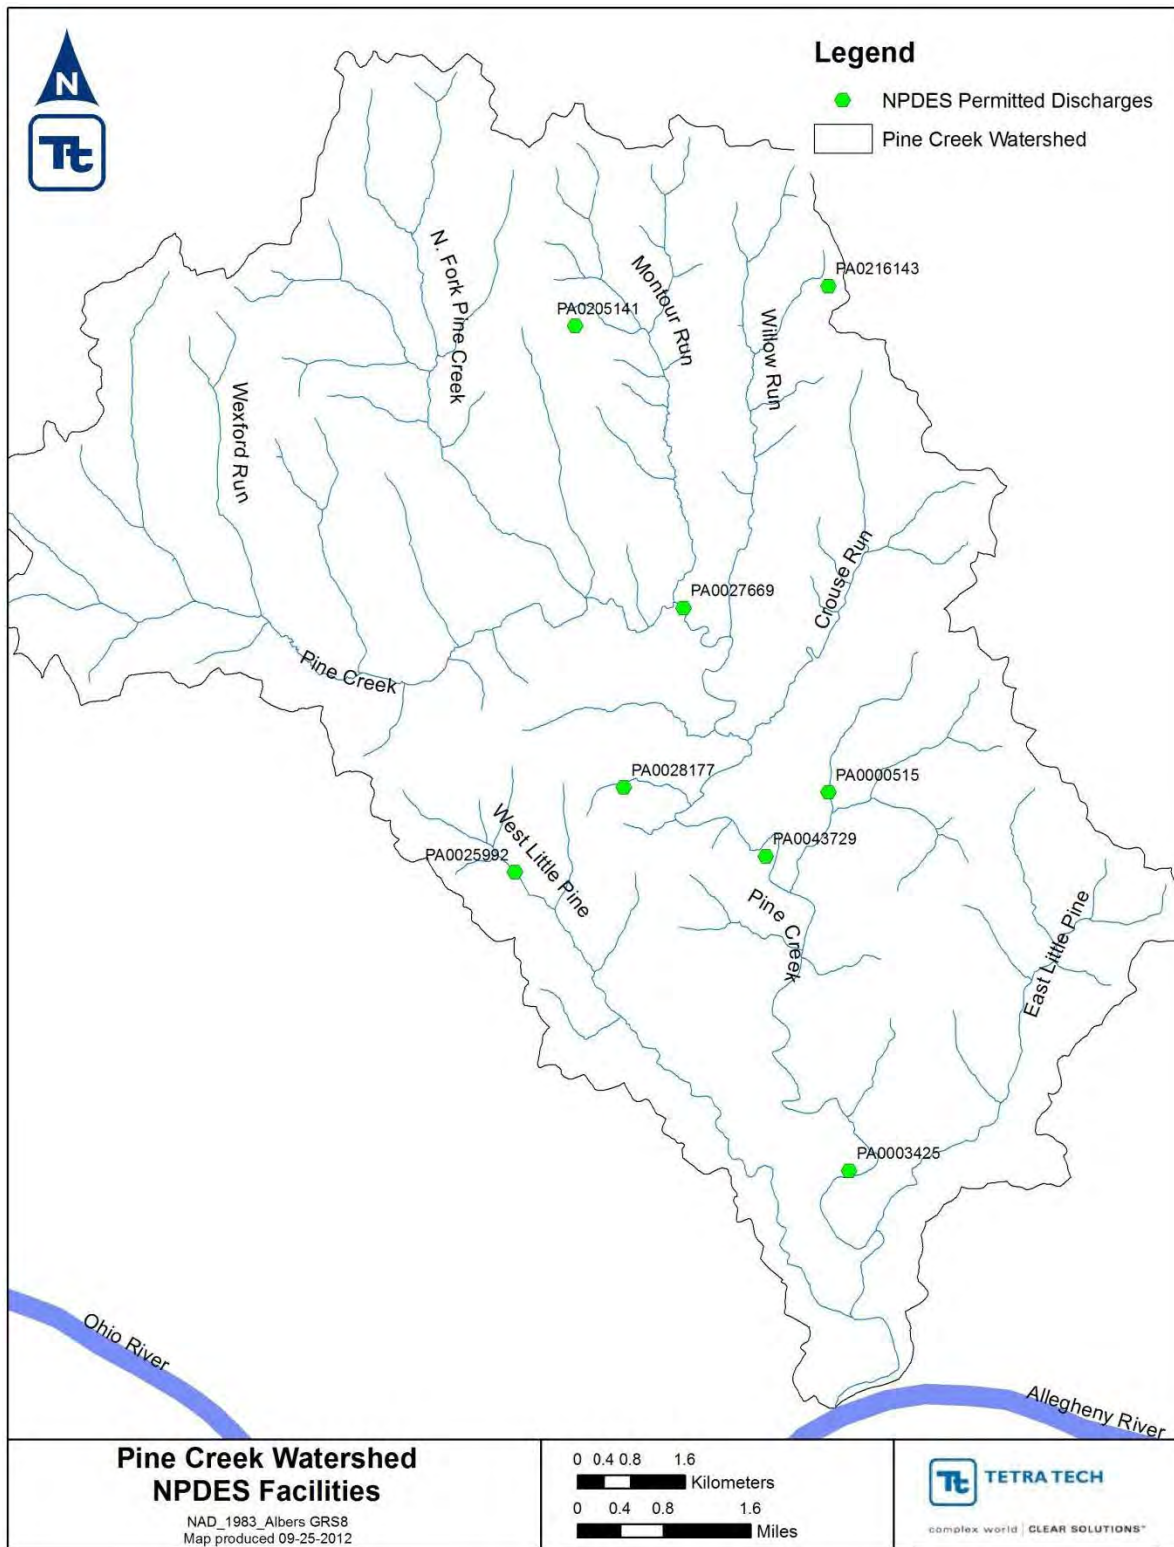 N
Tt
Legend
NPDES Permitted Discharges
Pine Creek Watershed
N. Fork Pine Creek
Montour Run
Willow Run
PA0216143
PA0205141
Wexford Run
Crouse Run
PA0027669
Pine Creek
PA0028177
PA0000515
West Little Pine
PA0025992
PA0043729
Pine Creek
East Little Pine
PA0003425
Ohio River
Allegheny River
Pine Creek Watershed
NPDES Facilities
NAD_1983_Albers GRS8
Map produced 09-25-2012
0 0.4 0.8 1.6
Kilometers
0 0.4 0.8 1.6
Miles
Tt TETRA TECH
complex world | CLEAR SOLUTIONS™